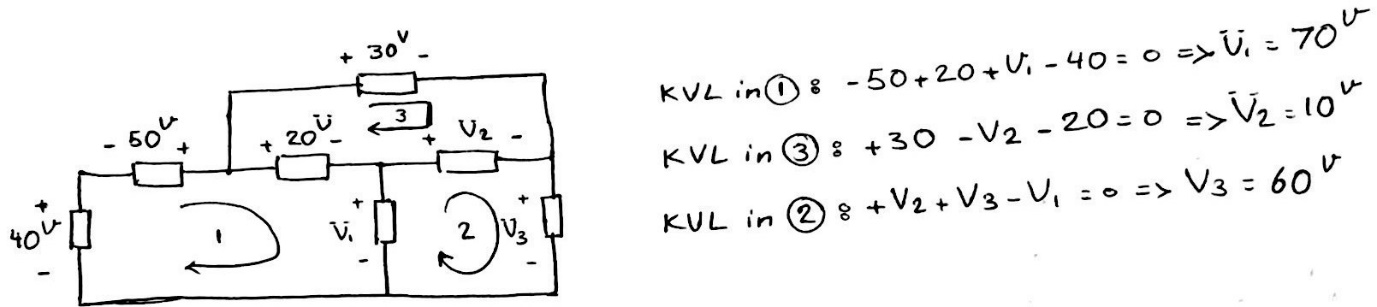 + 30V -
3
- 50V + + 20V - + V2 -
+ 40V - 1 + V1 - 2 + V3 -
KVL in ① : -50+20+V1-40=0 => V1 = 70V
KVL in ③ : +30 -V2 -20=0 => V2=10V
KVL in ② : +V2+V3-V1 =0 => V3 = 60V